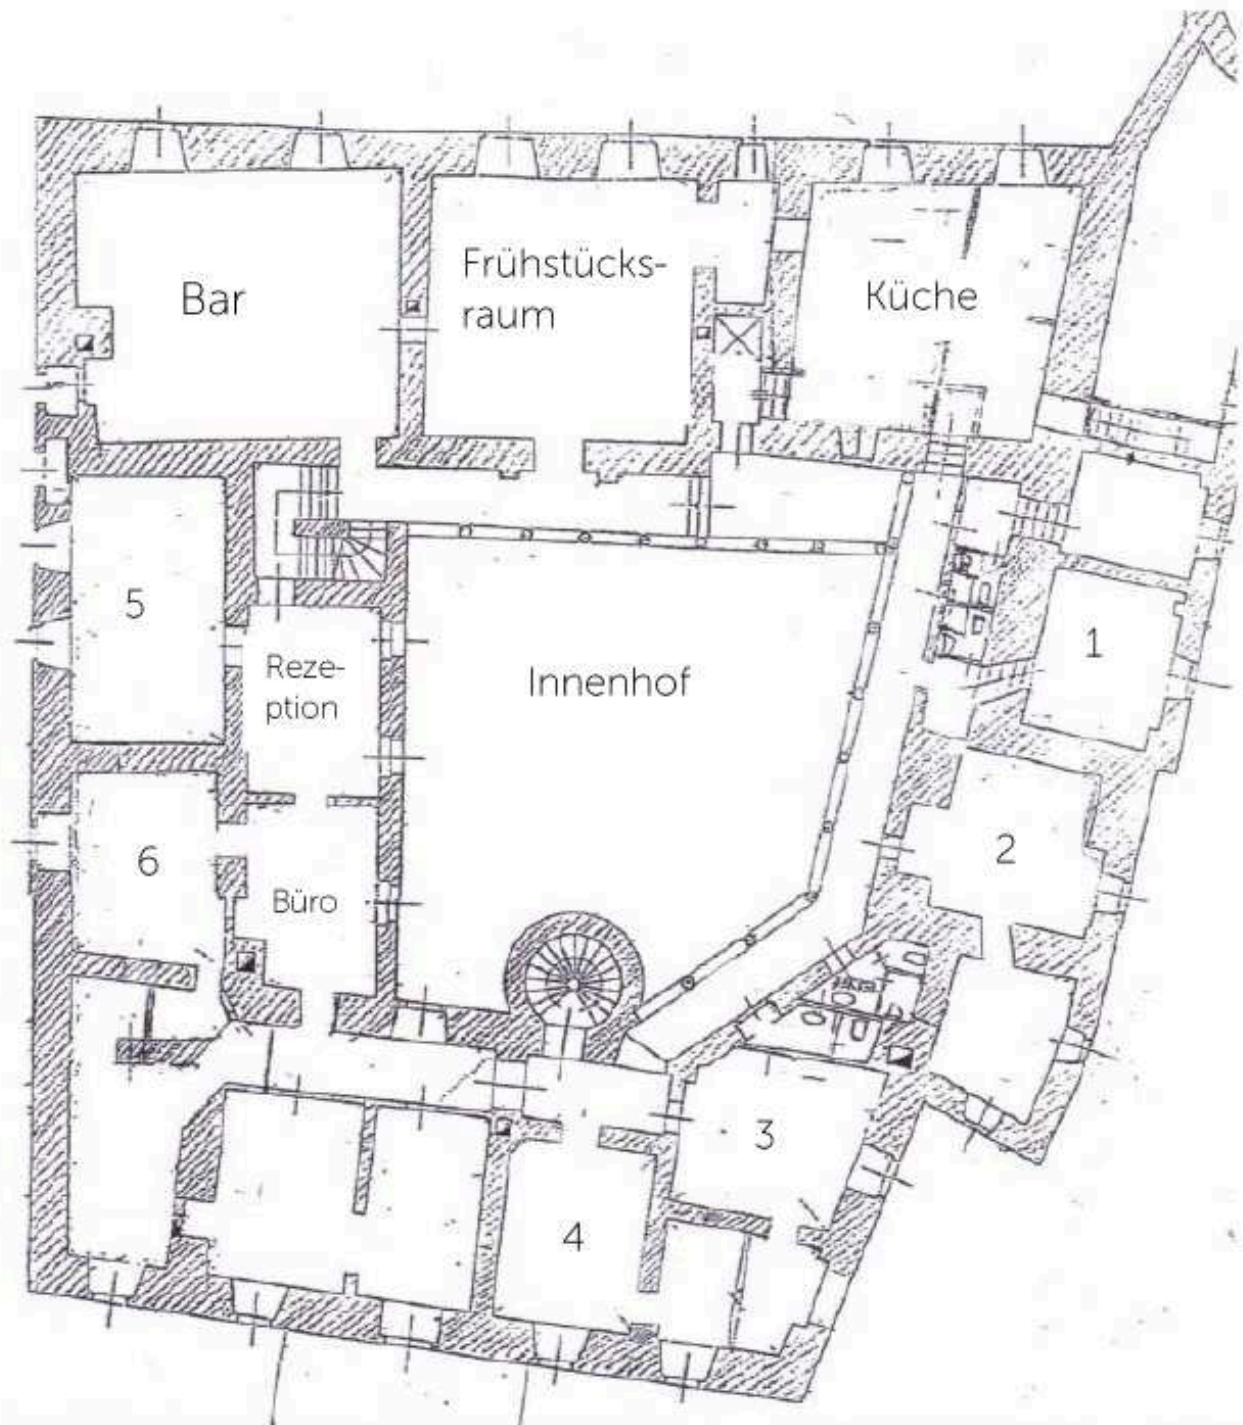 Bar
Frühstücks-
raum
Küche
5
Reze-
ption
Innenhof
1
6
Büro
2
3
4